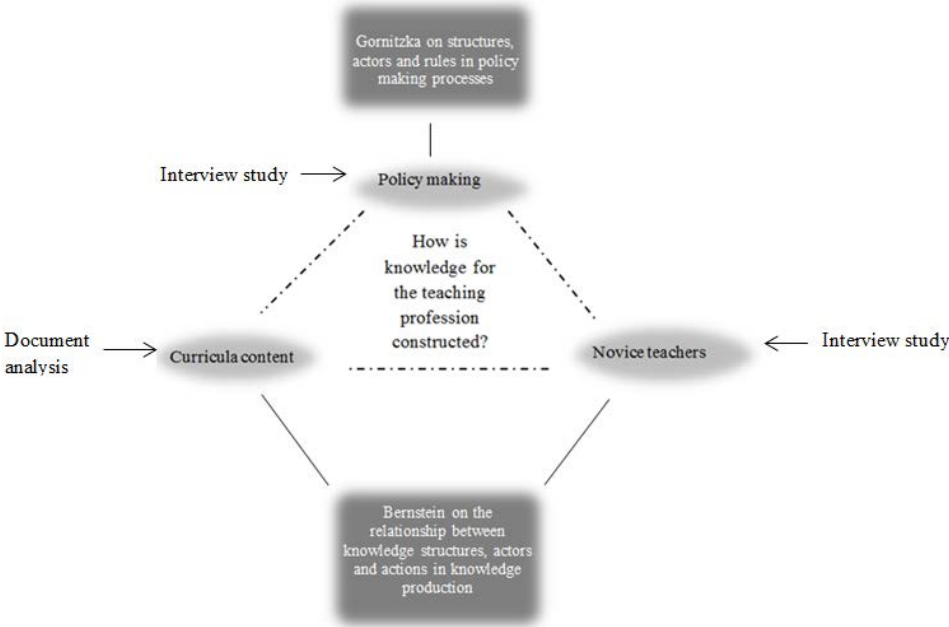 Gornitzka on structures,
actors and rules in policy
making processes
Interview study
Policy making
How is
knowledge for
the teaching
profession
constructed?
Document
analysis
Curricula content
Novice teachers
Interview study
Bernstein on the
relationship between
knowledge structures, actors
and actions in knowledge
production